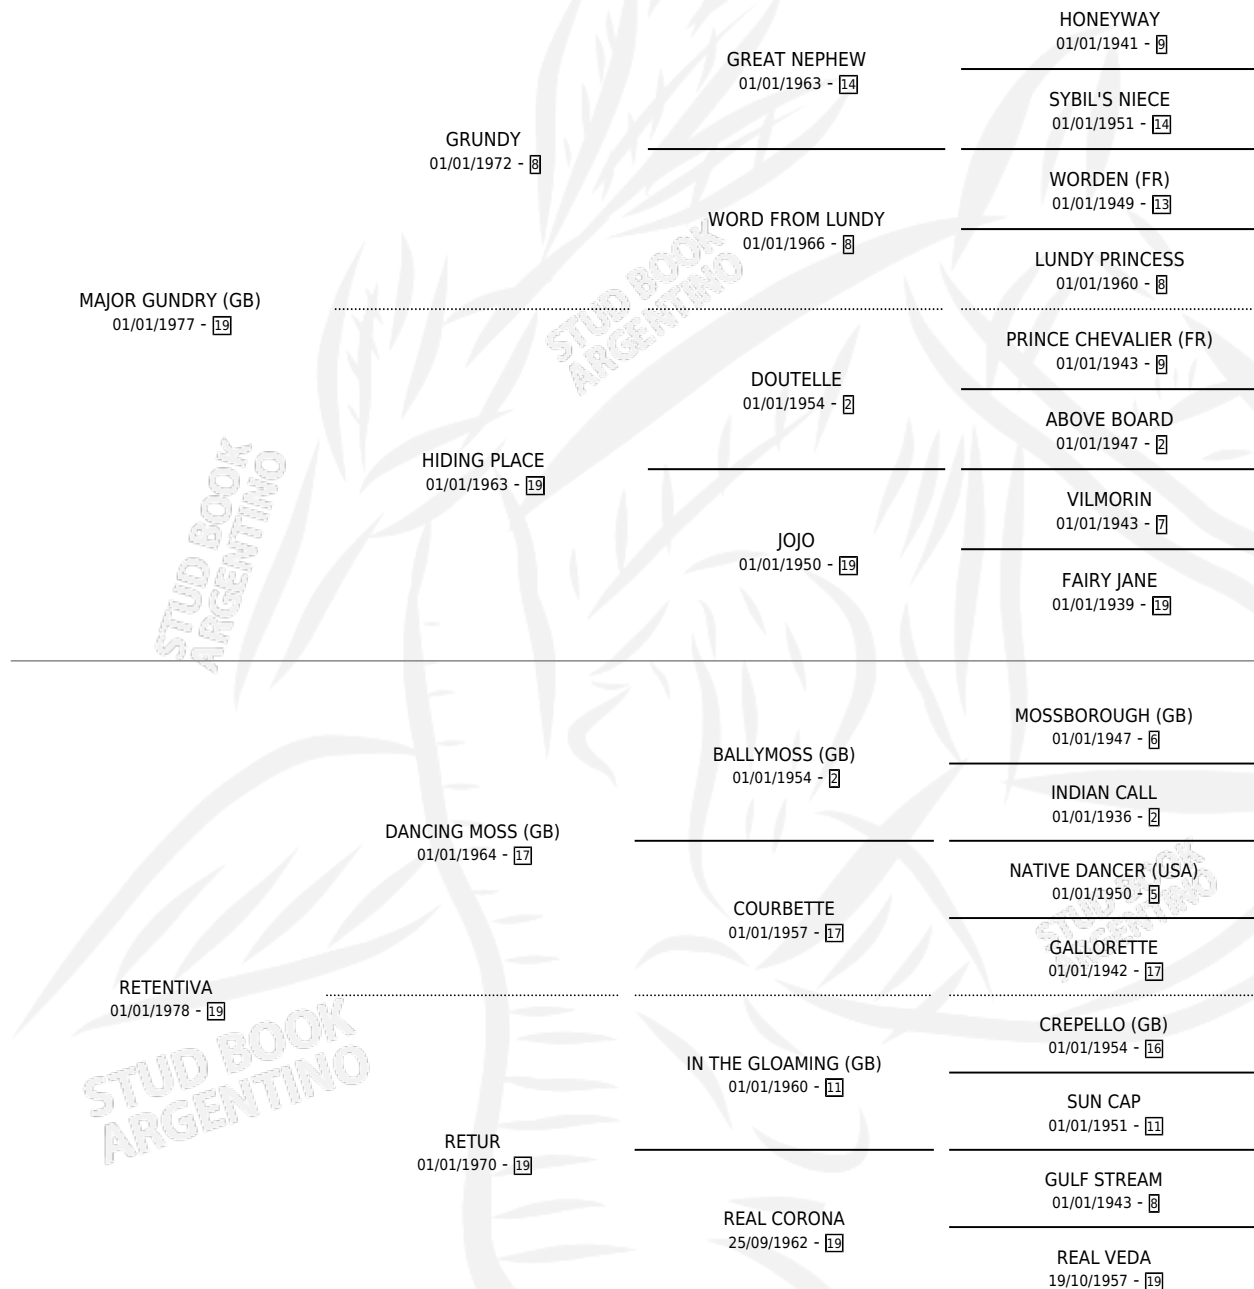 HONEYWAY
01/01/1941 - 9
GREAT NEPHEW
01/01/1963 - 14
SYBIL'S NIECE
01/01/1951 - 14
GRUNDY
01/01/1972 - 8
WORDEN (FR)
01/01/1949 - 13
WORD FROM LUNDY
01/01/1966 - 8
LUNDY PRINCESS
01/01/1960 - 8
MAJOR GUNDRY (GB)
01/01/1977 - 19
PRINCE CHEVALIER (FR)
01/01/1943 - 9
DOUTELLE
01/01/1954 - 2
ABOVE BOARD
01/01/1947 - 2
HIDING PLACE
01/01/1963 - 19
VILMORIN
01/01/1943 - 7
JOJO
01/01/1950 - 19
FAIRY JANE
01/01/1939 - 19
MOSSBOROUGH (GB)
01/01/1947 - 6
BALLYMOSS (GB)
01/01/1954 - 2
INDIAN CALL
01/01/1936 - 2
DANCING MOSS (GB)
01/01/1964 - 17
NATIVE DANCER (USA)
01/01/1950 - 5
COURBETTE
01/01/1957 - 17
GALLORETTE
01/01/1942 - 17
RETENTIVA
01/01/1978 - 19
CREPELLO (GB)
01/01/1954 - 16
IN THE GLOAMING (GB)
01/01/1960 - 11
SUN CAP
01/01/1951 - 11
RETUR
01/01/1970 - 19
GULF STREAM
01/01/1943 - 8
REAL CORONA
25/09/1962 - 19
REAL VEDA
19/10/1957 - 19
STUD BOOK
ARGENTINO
STUD BOOK
ARGENTINO
STUD BOOK
ARGENTINO
STUD BOOK
ARGENTINO